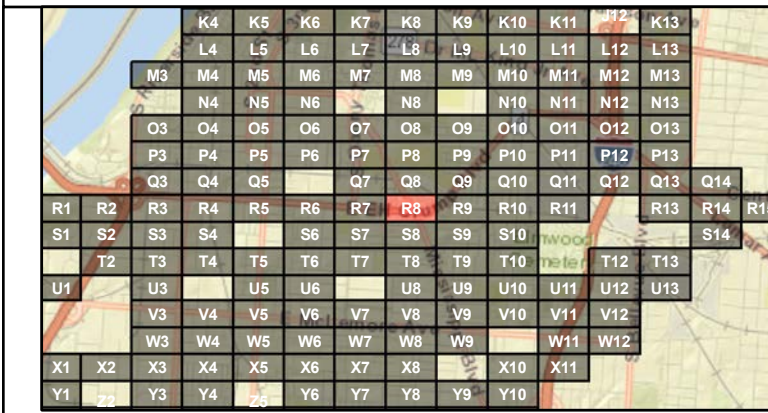 K4 K5 K6 K7 K8 K9 K10 K11 J12 K13
L4 L5 L6 L7 L8 L9 L10 L11 L12 L13
M3 M4 M5 M6 M7 M8 M9 M10 M11 M12 M13
N4 N5 N6 N8 N10 N11 N12 N13
O3 O4 O5 O6 O7 O8 O9 O10 O11 O12 O13
P3 P4 P5 P6 P7 P8 P9 P10 P11 P12 P13
Q3 Q4 Q5 Q7 Q8 Q9 Q10 Q11 Q12 Q13 Q14
R1 R2 R3 R4 R5 R6 R7 R8 R9 R10 R11 R13 R14 R15
S1 S2 S3 S4 S6 S7 S8 S9 S10 S14
T2 T3 T4 T5 T6 T7 T8 T9 T10 T12 T13
U1 U3 U5 U6 U8 U9 U10 U11 U12 U13
V3 V4 V5 V6 V7 V8 V9 V10 V11 V12
W3 W4 W5 W6 W7 W8 W9 W11 W12
X1 X2 X3 X4 X5 X6 X7 X8 X10 X11
Y1 Z2 Y3 Y4 Z5 Y6 Y7 Y8 Y9 Y10